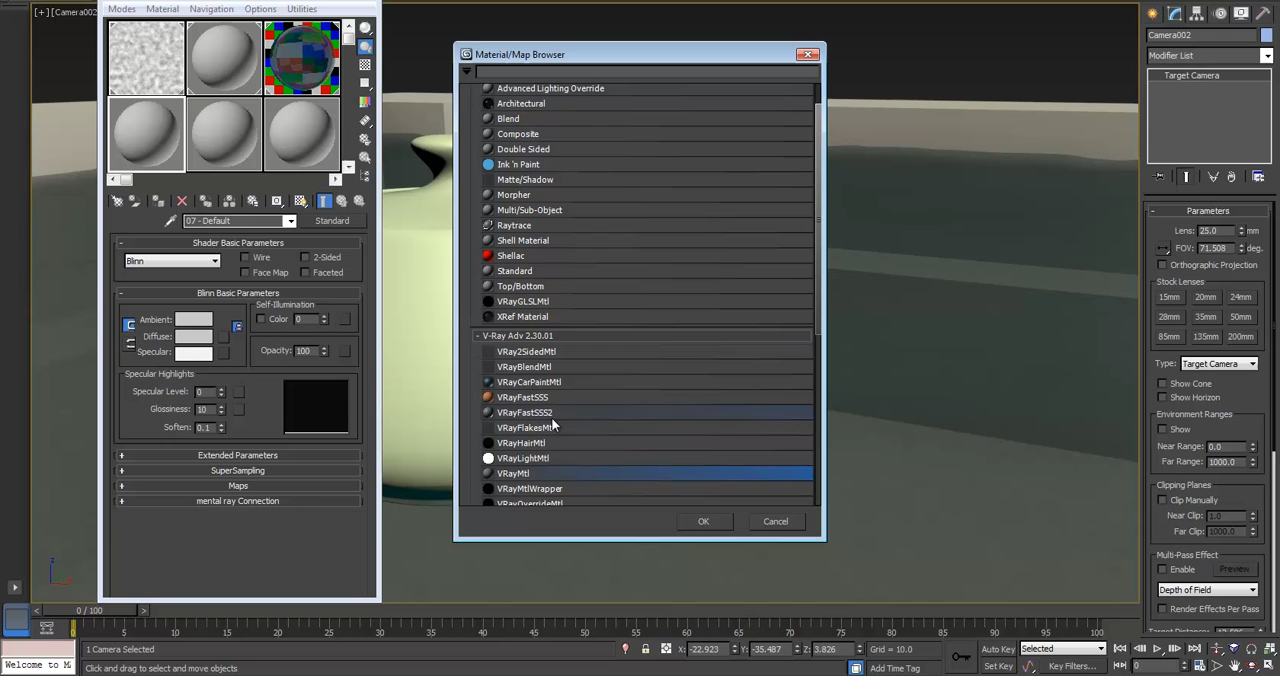 [+] [Camera002]
Modes Material Navigation Options Utilities
07 - Default Standard
- Shader Basic Parameters
Blinn Wire 2-Sided
Face Map Faceted
- Blinn Basic Parameters
Self-Illumination
Ambient: Color 0
Diffuse:
Specular: Opacity: 100
Specular Highlights
Specular Level: 0
Glossiness: 10
Soften: 0.1
+ Extended Parameters
+ SuperSampling
+ Maps
+ mental ray Connection
Material/Map Browser
Advanced Lighting Override
Architectural
Blend
Composite
Double Sided
Ink 'n Paint
Matte/Shadow
Morpher
Multi/Sub-Object
Raytrace
Shell Material
Shellac
Standard
Top/Bottom
VRayGLSLMtl
XRef Material
- V-Ray Adv 2.30.01
VRay2SidedMtl
VRayBlendMtl
VRayCarPaintMtl
VRayFastSSS
VRayFastSSS2
VRayFlakesMtl
VRayHairMtl
VRayLightMtl
VRayMtl
VRayMtlWrapper
VRayOverrideMtl
OK Cancel
Camera002
Modifier List
Target Camera
- Parameters
Lens: 25.0 mm
FOV: 71.508 deg.
Orthographic Projection
Stock Lenses
15mm 20mm 24mm
28mm 35mm 50mm
85mm 135mm 200mm
Type: Target Camera
Show Cone
Show Horizon
Environment Ranges
Show
Near Range: 0.0
Far Range: 1000.0
Clipping Planes
Clip Manually
Near Clip: 1.0
Far Clip: 1000.0
Multi-Pass Effect
Enable Preview
Depth of Field
Render Effects Per Pass
0 / 100
0 5 10 15 20 25 30 35 40 45 50 55 60 65 70 75 80 85 90 95 100
1 Camera Selected X: -22.923 Y: -35.487 Z: 3.826 Grid = 10.0 Auto Key Selected
Welcome to M Click and drag to select and move objects Add Time Tag Set Key Key Filters... 0